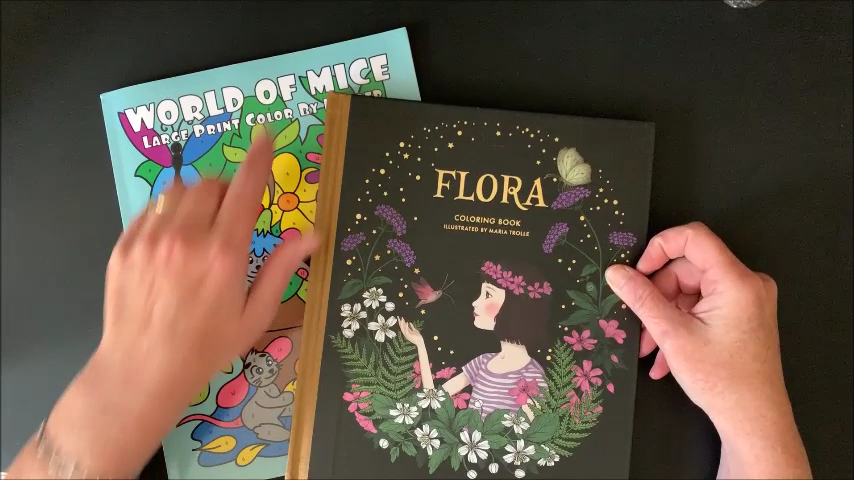 WORLD OF MICE
LARGE PRINT COLOR BY
FLORA
COLORING BOOK
ILLUSTRATED BY MARIA TROLLE